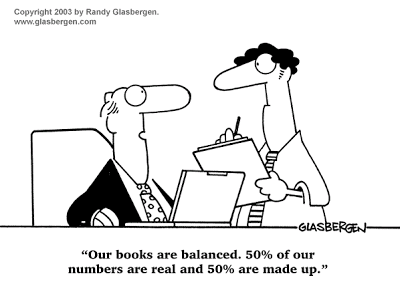 Copyright 2003 by Randy Glasbergen.
www.glasbergen.com
GLASBERGEN
“Our books are balanced. 50% of our
numbers are real and 50% are made up.”